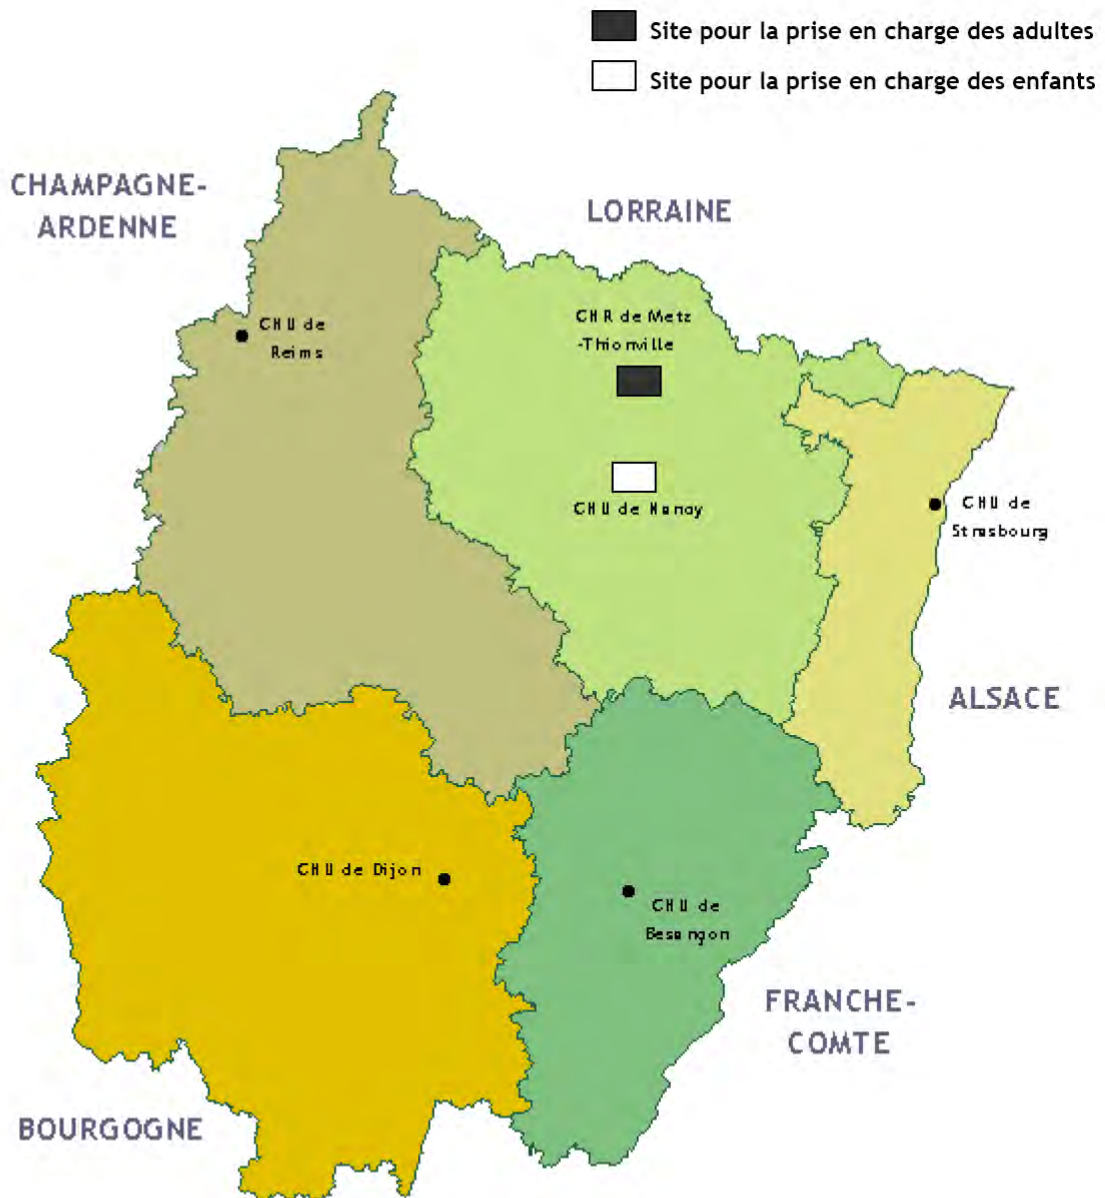 Site pour la prise en charge des adultes
Site pour la prise en charge des enfants
CHAMPAGNE-
ARDENNE
LORRAINE
CHU de
Reims
CHR de Metz
-Thionville
CHU de Nancy
CHU de
Strasbourg
ALSACE
CHU de Dijon
CHU de
Besançon
FRANCHE-
COMTE
BOURGOGNE